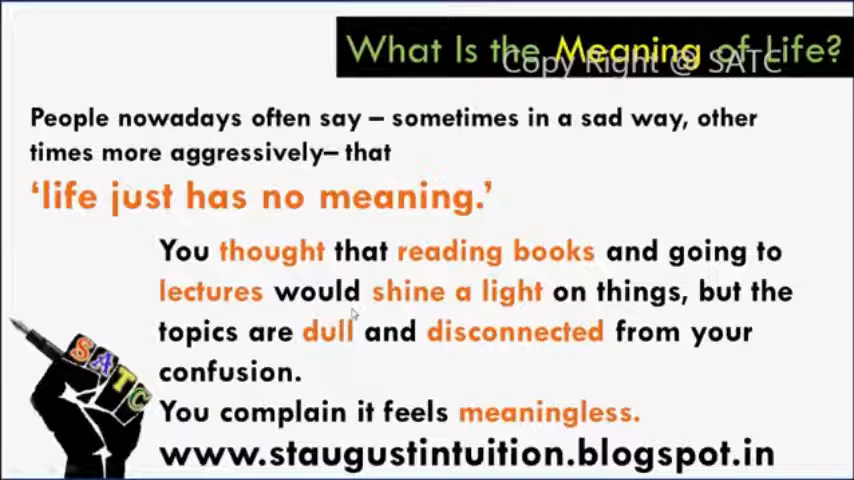 What Is the Meaning of Life?
Copy Right @ SATC
People nowadays often say – sometimes in a sad way, other
times more aggressively– that
‘life just has no meaning.’
You thought that reading books and going to
lectures would shine a light on things, but the
topics are dull and disconnected from your
confusion.
You complain it feels meaningless.
SATC
www.staugustintuition.blogspot.in